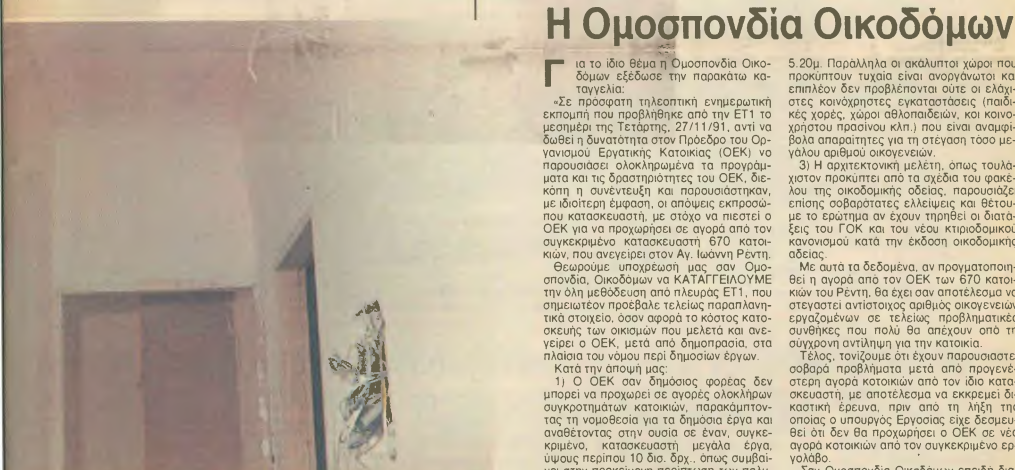 Η Ομοσπονδία Οικοδόμων
Για το ίδιο θέμα η Ομοσπονδία Οικο-
δόμων εξέδωσε την παρακάτω κα-
ταγγελία:
«Σε πρόσφατη τηλεοπτική ενημερωτική
εκπομπή που προβλήθηκε από την ΕΤ1 το
μεσημέρι της Τετάρτης, 27/11/91, αντί να
δωθεί η δυνατότητα στον Πρόεδρο του Ορ-
γανισμού Εργατικής Κατοικίας (ΟΕΚ) να
παρουσιάσει ολοκληρωμένα τα προγράμ-
ματα και τις δραστηριότητες του ΟΕΚ, διε-
κόπη η συνέντευξη και παρουσιάστηκαν,
με ιδιοίτερη έμφαση, οι απόψεις εκπροσώ-
που κατασκευαστή, με στόχο να πιεστεί ο
ΟΕΚ για να προχωρήσει σε αγορά από τον
συγκεκριμένο κατασκευαστή 670 κατοι-
κιών, που ανεγείρει στον Αγ. Ιωάννη Ρέντη.
Θεωρούμε υποχρέωσή μας σαν Ομο-
σπονδία, Οικοδόμων να ΚΑΤΑΓΓΕΙΛΟΥΜΕ
την όλη μεθόδευση από πλευράς ΕΤ1, που
σημειωτέον προέβαλε τελείως παραπλανη-
τικά στοιχεία, όσον αφορά το κόστος κατα-
σκευής των οικισμών που μελετά και ανε-
γείρει ο ΟΕΚ, μετά από δημοπρασία, στα
πλαίσια του νόμου περί δημοσίων έργων.
Κατά την άποψή μας:
1) Ο ΟΕΚ σαν δημόσιος φορέας δεν
μπορεί να προχωρεί σε αγορές ολοκλήρων
συγκροτημάτων κατοικιών, παρακάμπτον-
τας τη νομοθεσία για τα δημόσια έργα και
αναθέτοντας στην ουσία σε έναν, συγκε-
κριμένο, κατασκευαστή μεγάλα έργα,
ύψους περίπου 10 δισ. δρχ., όπως συμβαί-
5.20μ. Παράλληλα οι ακάλυπτοι χώροι που
προκύπτουν τυχαία είναι ανοργάνωτοι και
επιπλέον δεν προβλέπονται ούτε οι ελάχι-
στες κοινόχρηστες εγκαταστάσεις (παιδι-
κές χορές, χώροι αθλοπαιδειών, και κοινο-
χρήστου πρασίνου κλπ.) που είναι αναμφί-
βολα απαραίτητες για τη στέγαση τόσο με-
γάλου αριθμού οικογενειών.
3) Η αρχιτεκτονική μελέτη, όπως τουλά-
χιστον προκύπτει από τα σχέδια του φακέ-
λου της οικοδομικής οδείας, παρουσιάζε
επίσης σοβαρότατες ελλείψεις και θέτου-
με το ερώτημα αν έχουν τηρηθεί οι διατά-
ξεις του ΓΟΚ και του νέου κτιριοδομικού
κανονισμού κατά την έκδοση οικοδομικής
αδείας.
Με αυτά τα δεδομένα, αν πραγματοποιη-
θεί η αγορά από τον ΟΕΚ των 670 κατοι-
κιών του Ρέντη, θα έχει σαν αποτέλεσμα να
στεγαστεί αντίστοιχος αριθμός οικογενειών
εργαζομένων σε τελείως προβληματικές
συνθήκες που πολύ θα απέχουν από τη
σύγχρονη αντίληψη για την κατοικία.
Τέλος, τονίζουμε ότι έχουν παρουσιαστε
σοβαρά προβλήματα μετά από προγενέ-
στερη αγορά κατοικιών από τον ίδιο κατα-
σκευαστή, με αποτέλεσμα να εκκρεμεί δι-
καστική έρευνα, πριν από τη λήξη της
οποίας ο υπουργός Εργασίας είχε δεσμευ-
θεί ότι δεν θα προχωρήσει ο ΟΕΚ σε νέα
αγορά κατοικιών από τον συγκεκριμένο ερ-
γολάβο.